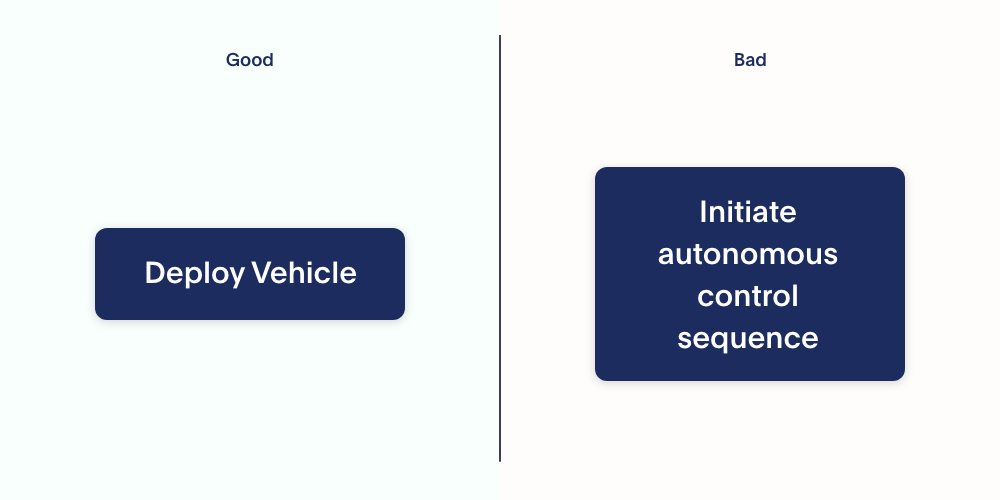 Good
Deploy Vehicle
Bad
Initiate
autonomous
control
sequence